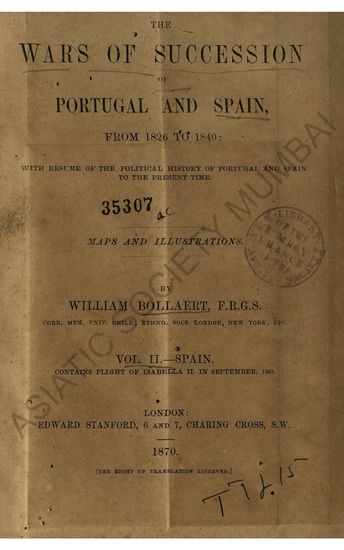 THE
WARS OF SUCCESSION
OF
PORTUGAL AND SPAIN,
FROM 1826 TO 1840:
WITH RESUME OF THE POLITICAL HISTORY OF PORTUGAL AND SPAIN
TO THE PRESENT TIME.
35307
MAPS AND ILLUSTRATIONS.
BY
WILLIAM BOLLAERT, F.R.G.S.
CORR. MEM. UNIV. CHILE; ETHNO. SOCS. LONDON, NEW YORK, ETC.
VOL. II.—SPAIN.
CONTAINS FLIGHT OF ISABELLA II. IN SEPTEMBER, 1868.
LONDON:
EDWARD STANFORD, 6 AND 7, CHARING CROSS, S.W.
1870.
[THE RIGHT OF TRANSLATION RESERVED.]
ASIATIC SOCIETY MUMBAI